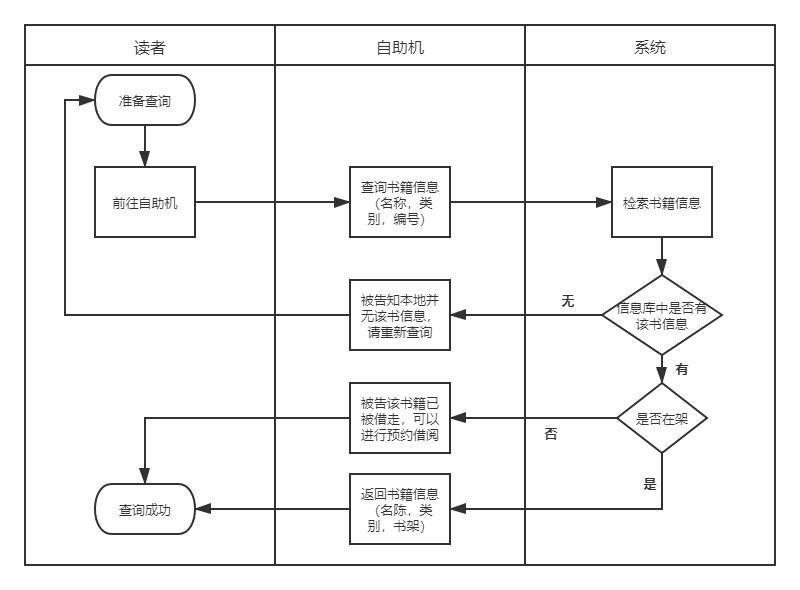 读者
自助机
系统
准备查询
前往自助机
查询书籍信息
（名称，类
别，编号）
检索书籍信息
被告知本地并
无该书信息，
请重新查询
无
信息库中是否有
该书信息
有
被告该书籍已
被借走，可以
进行预约借阅
否
是否在架
是
查询成功
返回书籍信息
（名陈，类
别，书架）